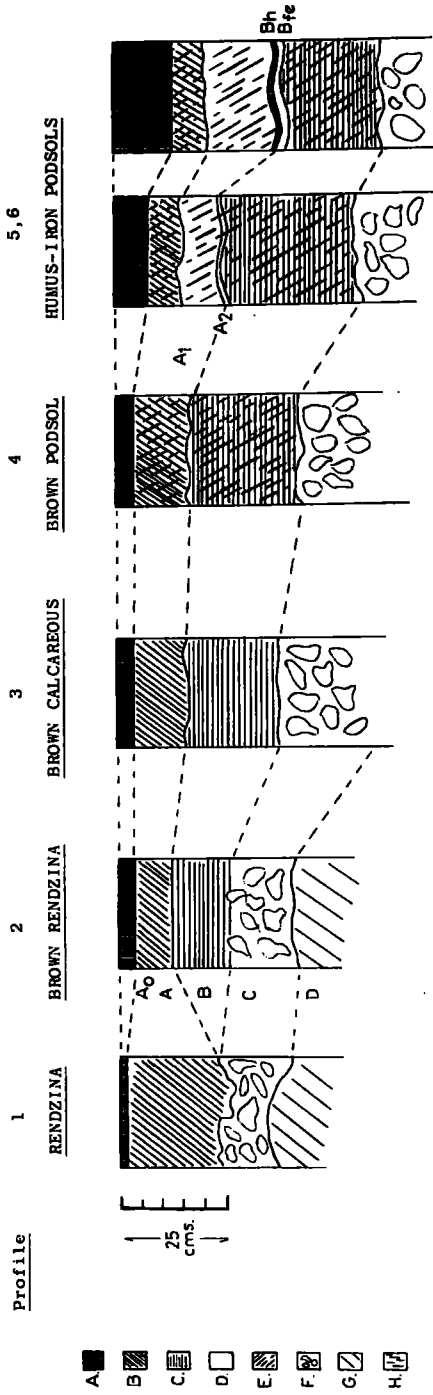 Profile
1
2
3
4
5,6
RENDZINA
BROWN RENDZINA
BROWN CALCAREOUS
BROWN PODSOL
HUMUS-IRON PODSOLS
25
cms.
A0
A
B
C
D
A1
A2
Bh
Bfe
A.
B
C.
D.
E.
F.
G.
H.